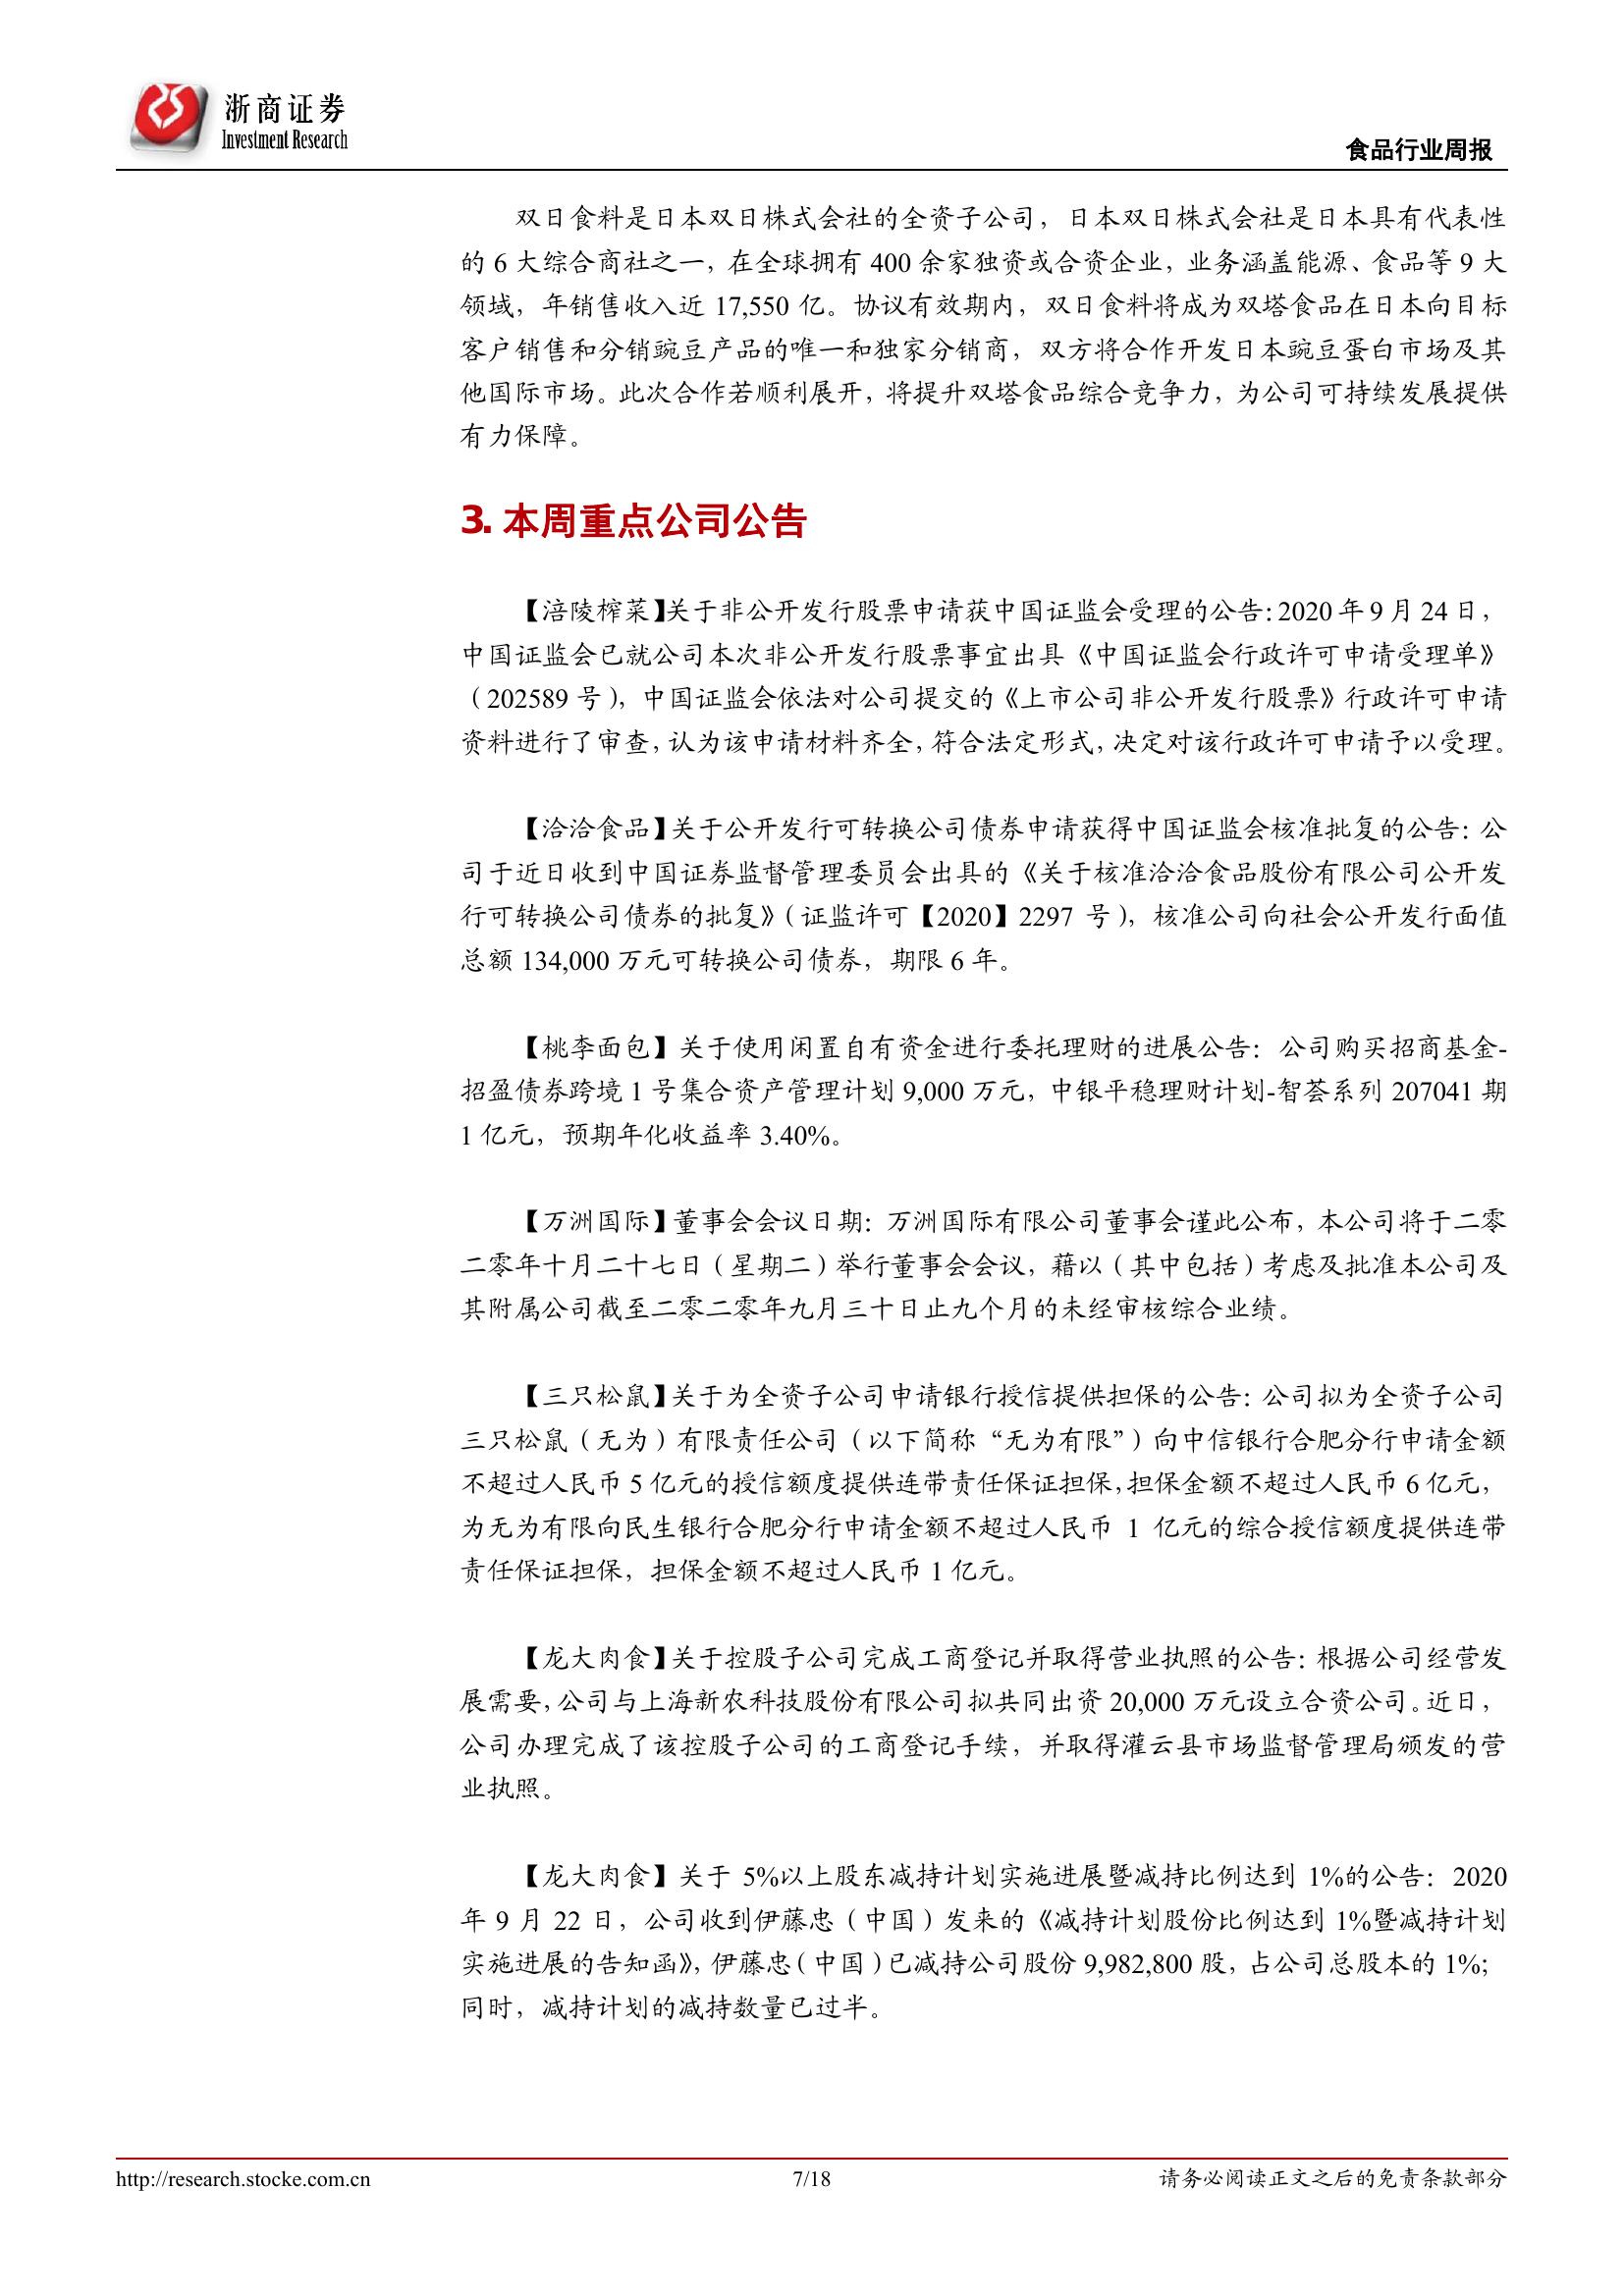 浙商证券
Investment Research
食品行业周报
双日食料是日本双日株式会社的全资子公司，日本双日株式会社是日本具有代表性
的 6 大综合商社之一，在全球拥有 400 余家独资或合资企业，业务涵盖能源、食品等 9 大
领域，年销售收入近 17,550 亿。协议有效期内，双日食料将成为双塔食品在日本向目标
客户销售和分销豌豆产品的唯一和独家分销商，双方将合作开发日本豌豆蛋白市场及其
他国际市场。此次合作若顺利展开，将提升双塔食品综合竞争力，为公司可持续发展提供
有力保障。
3. 本周重点公司公告
【涪陵榨菜】关于非公开发行股票申请获中国证监会受理的公告：2020 年 9 月 24 日，
中国证监会已就公司本次非公开发行股票事宜出具《中国证监会行政许可申请受理单》
（202589 号），中国证监会依法对公司提交的《上市公司非公开发行股票》行政许可申请
资料进行了审查，认为该申请材料齐全，符合法定形式，决定对该行政许可申请予以受理。
【洽洽食品】关于公开发行可转换公司债券申请获得中国证监会核准批复的公告：公
司于近日收到中国证券监督管理委员会出具的《关于核准洽洽食品股份有限公司公开发
行可转换公司债券的批复》（证监许可【2020】2297 号），核准公司向社会公开发行面值
总额 134,000 万元可转换公司债券，期限 6 年。
【桃李面包】关于使用闲置自有资金进行委托理财的进展公告：公司购买招商基金-
招盈债券跨境 1 号集合资产管理计划 9,000 万元，中银平稳理财计划-智荟系列 207041 期
1 亿元，预期年化收益率 3.40%。
【万洲国际】董事会会议日期：万洲国际有限公司董事会谨此公布，本公司将于二零
二零年十月二十七日（星期二）举行董事会会议，藉以（其中包括）考虑及批准本公司及
其附属公司截至二零二零年九月三十日止九个月的未经审核综合业绩。
【三只松鼠】关于为全资子公司申请银行授信提供担保的公告：公司拟为全资子公司
三只松鼠（无为）有限责任公司（以下简称“无为有限”）向中信银行合肥分行申请金额
不超过人民币 5 亿元的授信额度提供连带责任保证担保，担保金额不超过人民币 6 亿元，
为无为有限向民生银行合肥分行申请金额不超过人民币 1 亿元的综合授信额度提供连带
责任保证担保，担保金额不超过人民币 1 亿元。
【龙大肉食】关于控股子公司完成工商登记并取得营业执照的公告：根据公司经营发
展需要，公司与上海新农科技股份有限公司拟共同出资 20,000 万元设立合资公司。近日，
公司办理完成了该控股子公司的工商登记手续，并取得灌云县市场监督管理局颁发的营
业执照。
【龙大肉食】关于 5%以上股东减持计划实施进展暨减持比例达到 1%的公告：2020
年 9 月 22 日，公司收到伊藤忠（中国）发来的《减持计划股份比例达到 1%暨减持计划
实施进展的告知函》，伊藤忠（中国）已减持公司股份 9,982,800 股，占公司总股本的 1%；
同时，减持计划的减持数量已过半。
http://research.stocke.com.cn
7/18
请务必阅读正文之后的免责条款部分